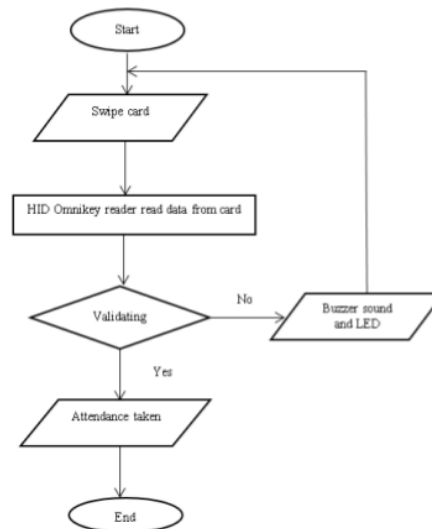 Start
Swipe card
HID Omnikey reader read data from card
Validating
No
Buzzer sound
and LED
Yes
Attendance taken
End